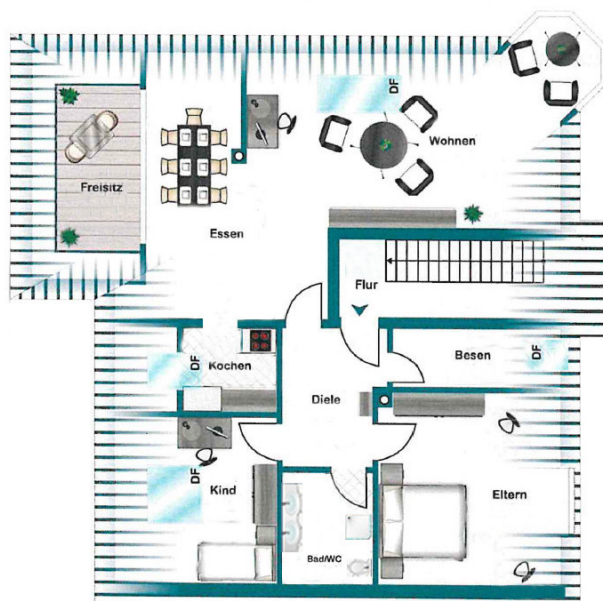 DF
Wohnen
Freisitz
Essen
Flur
Kochen
DF
Besen
DF
Diele
DF
Kind
Eltern
Bad/WC